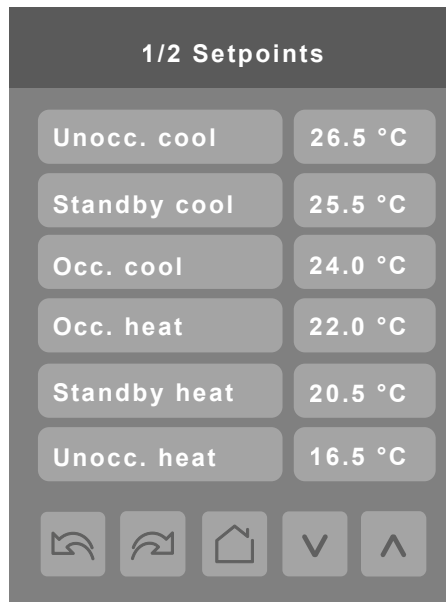 1/2 Setpoints
Unocc. cool 26.5 °C
Standby cool 25.5 °C
Occ. cool 24.0 °C
Occ. heat 22.0 °C
Standby heat 20.5 °C
Unocc. heat 16.5 °C